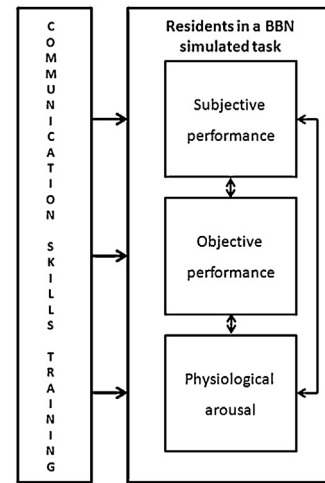 COMMUNICATION SKILLS TRAINING
Residents in a BBN
simulated task
Subjective
performance
Objective
performance
Physiological
arousal